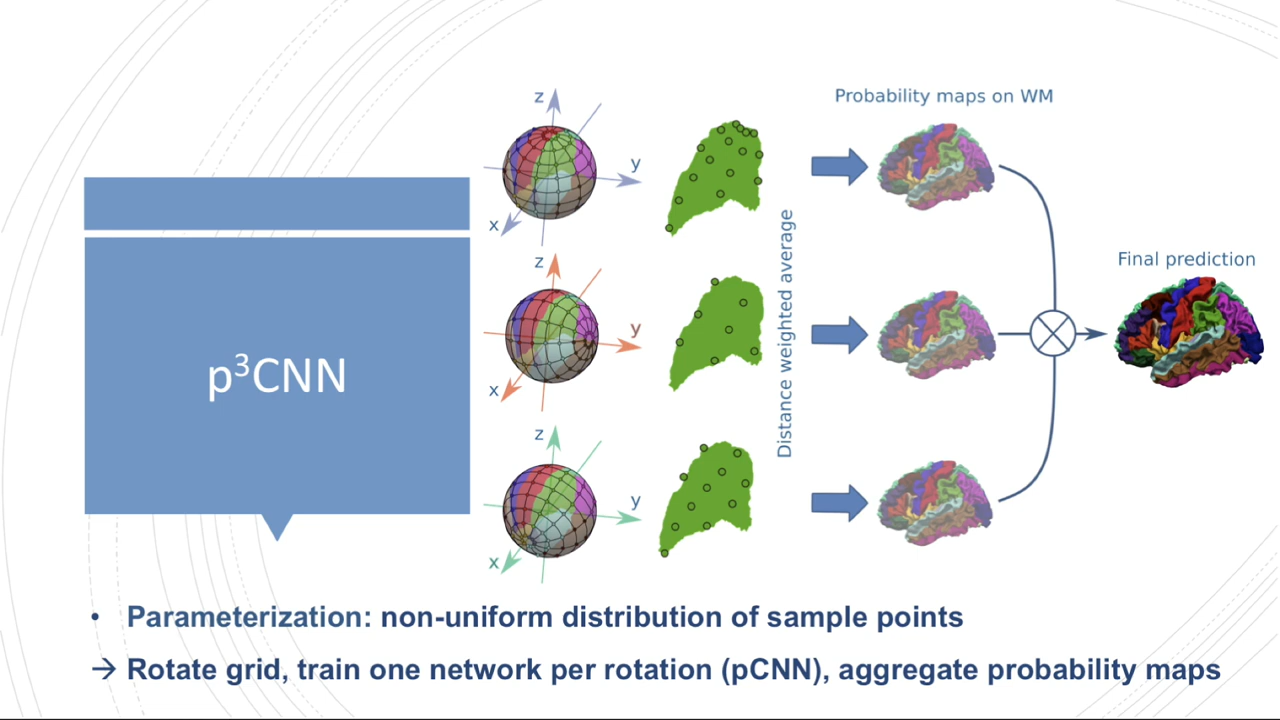 p³CNN
z
y
x
z
y
x
z
y
x
Distance weighted average
Probability maps on WM
Final prediction
• Parameterization: non-uniform distribution of sample points
→ Rotate grid, train one network per rotation (pCNN), aggregate probability maps